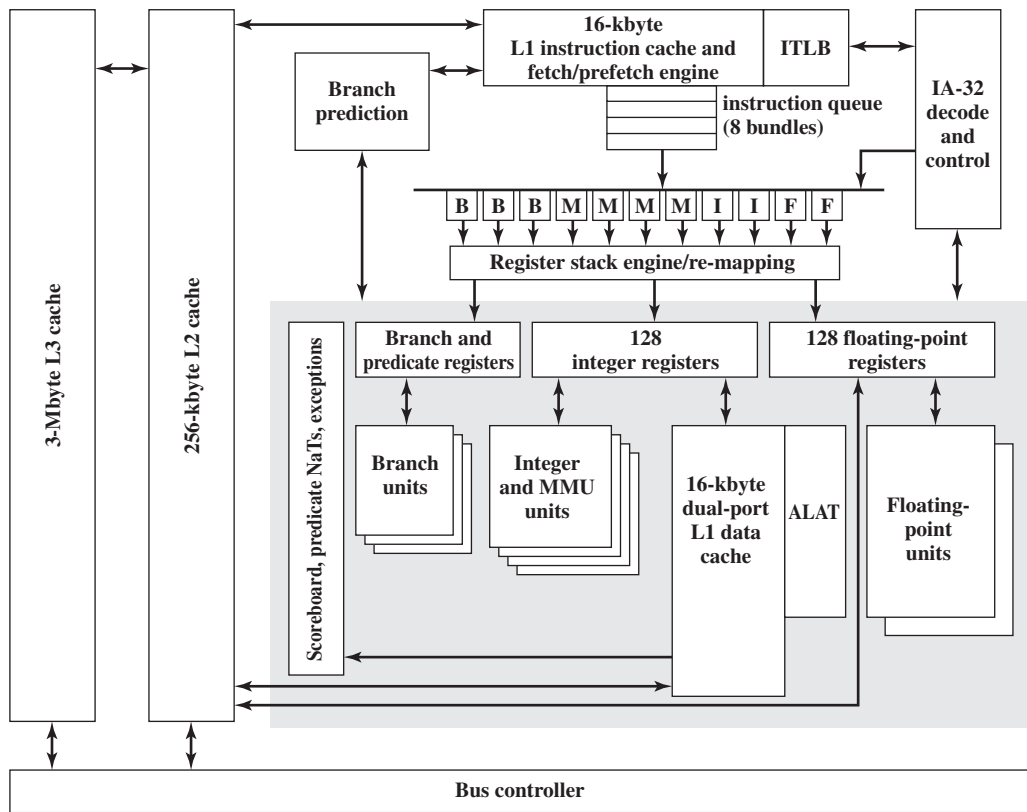 16-kbyte
L1 instruction cache and
fetch/prefetch engine
ITLB
IA-32
decode
and
control
Branch
prediction
instruction queue
(8 bundles)
B B B M M M M I I F F
Register stack engine/re-mapping
3-Mbyte L3 cache
256-kbyte L2 cache
Scoreboard, predicate NaTs, exceptions
Branch and
predicate registers
128
integer registers
128 floating-point
registers
Branch
units
Integer
and MMU
units
16-kbyte
dual-port
L1 data
cache
ALAT
Floating-
point
units
Bus controller